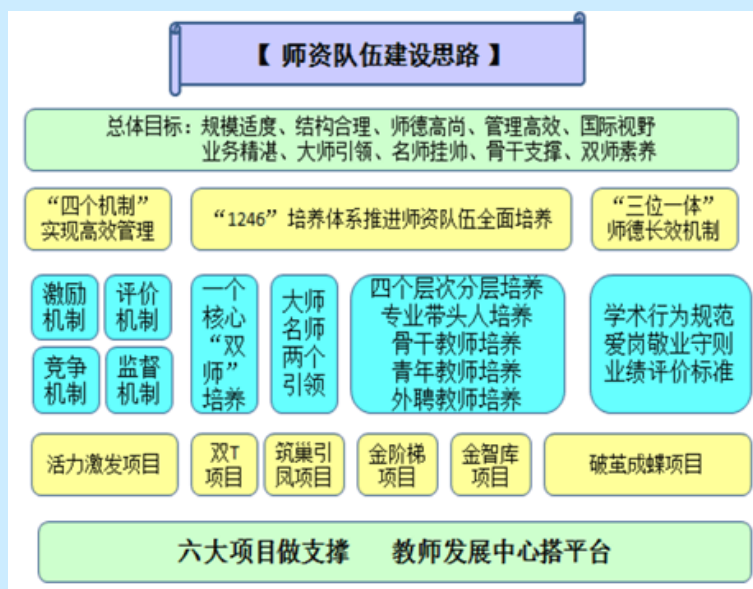 【 师资队伍建设思路 】
总体目标：规模适度、结构合理、师德高尚、管理高效、国际视野
业务精湛、大师引领、名师挂帅、骨干支撑、双师素养
“四个机制”
实现高效管理
“1246”培养体系推进师资队伍全面培养
“三位一体”
师德长效机制
激励
机制
评价
机制
竞争
机制
监督
机制
一个
核心
“双
师”
培养
大师
名师
两个
引领
四个层次分层培养
专业带头人培养
骨干教师培养
青年教师培养
外聘教师培养
学术行为规范
爱岗敬业守则
业绩评价标准
活力激发项目
双T
项目
筑巢引
凤项目
金阶梯
项目
金智库
项目
破茧成蝶项目
六大项目做支撑 教师发展中心搭平台